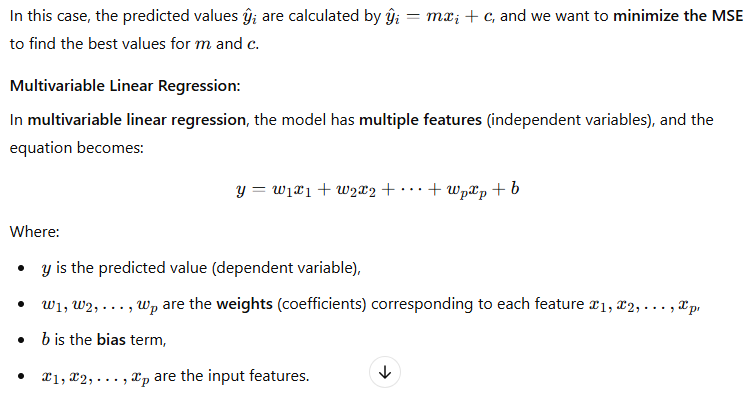 In this case, the predicted values ŷᵢ are calculated by ŷᵢ = mxᵢ + c, and we want to minimize the MSE
to find the best values for m and c.
Multivariable Linear Regression:
In multivariable linear regression, the model has multiple features (independent variables), and the
equation becomes:
y = w₁x₁ + w₂x₂ + ··· + wₚxₚ + b
Where:
• y is the predicted value (dependent variable),
• w₁, w₂, . . . , wₚ are the weights (coefficients) corresponding to each feature x₁, x₂, . . . , xₚ,
• b is the bias term,
• x₁, x₂, . . . , xₚ are the input features.